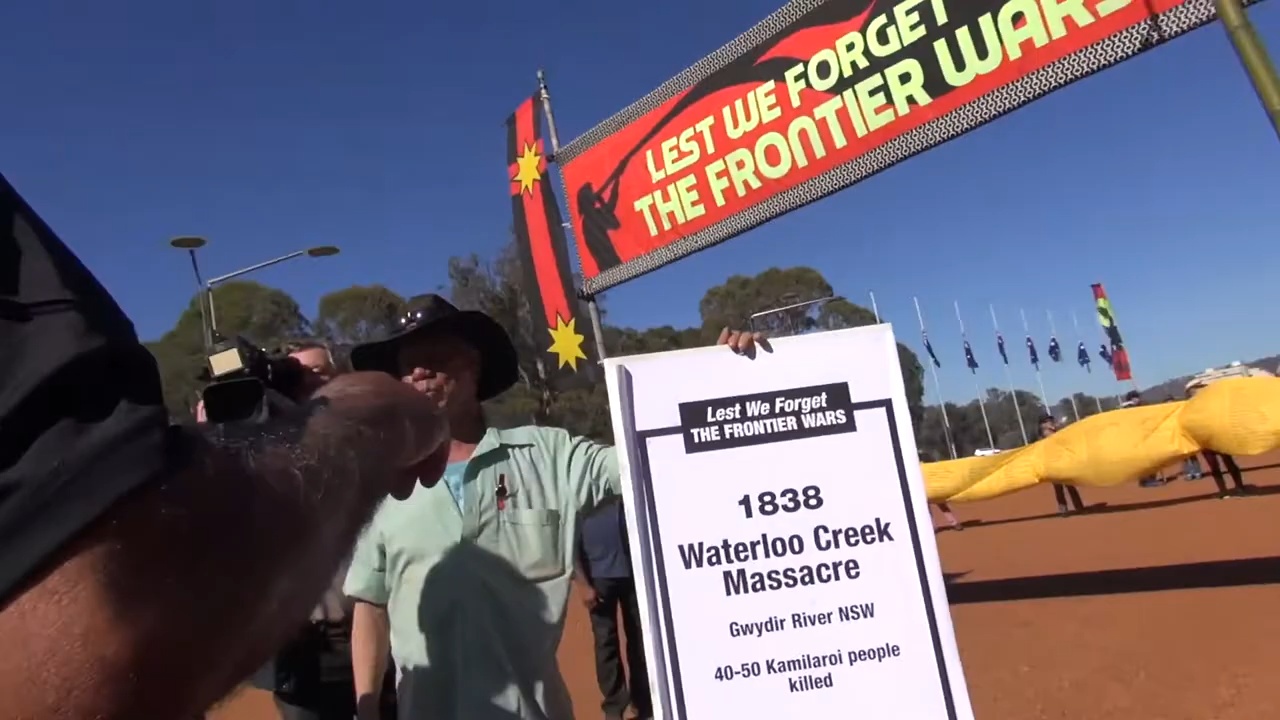 LEST WE FORGET
THE FRONTIER WARS
Lest We Forget
THE FRONTIER WARS
1838
Waterloo Creek
Massacre
Gwydir River NSW
40-50 Kamilaroi people
killed